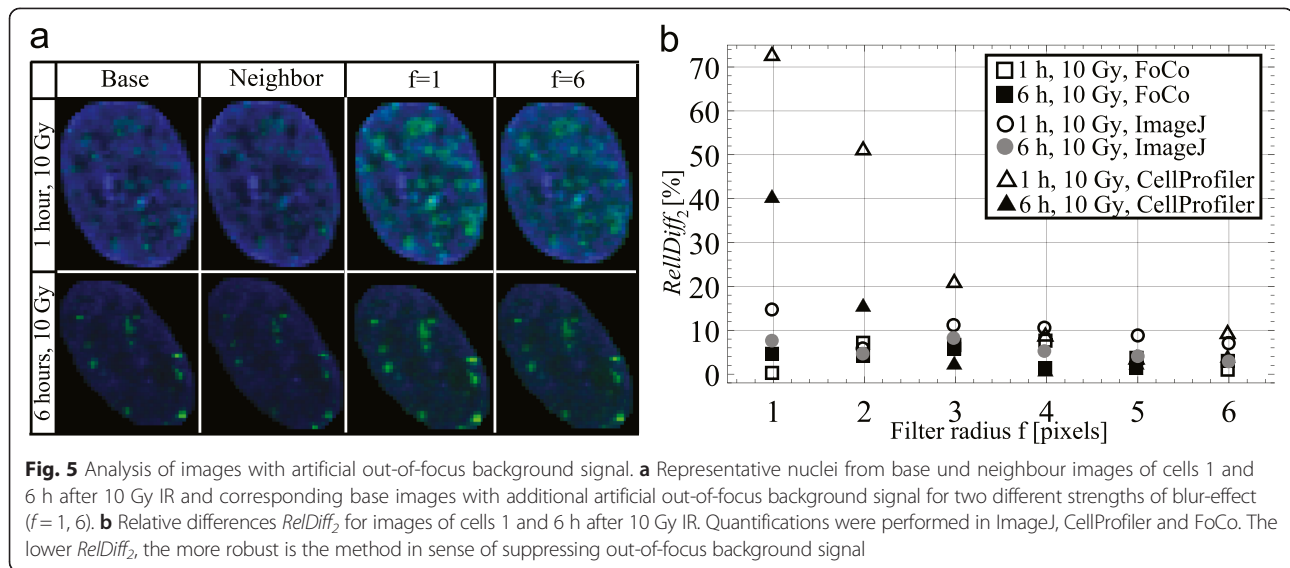 a
Base Neighbor f=1 f=6
1 hour, 10 Gy
6 hours, 10 Gy
b
RellDiff2 [%]
70
60
50
40
30
20
10
0
1 2 3 4 5 6
Filter radius f [pixels]
1 h, 10 Gy, FoCo
6 h, 10 Gy, FoCo
1 h, 10 Gy, ImageJ
6 h, 10 Gy, ImageJ
1 h, 10 Gy, CellProfiler
6 h, 10 Gy, CellProfiler
Fig. 5 Analysis of images with artificial out-of-focus background signal. a Representative nuclei from base und neighbour images of cells 1 and
6 h after 10 Gy IR and corresponding base images with additional artificial out-of-focus background signal for two different strengths of blur-effect
(f = 1, 6). b Relative differences RelDiff2 for images of cells 1 and 6 h after 10 Gy IR. Quantifications were performed in ImageJ, CellProfiler and FoCo. The
lower RelDiff2, the more robust is the method in sense of suppressing out-of-focus background signal